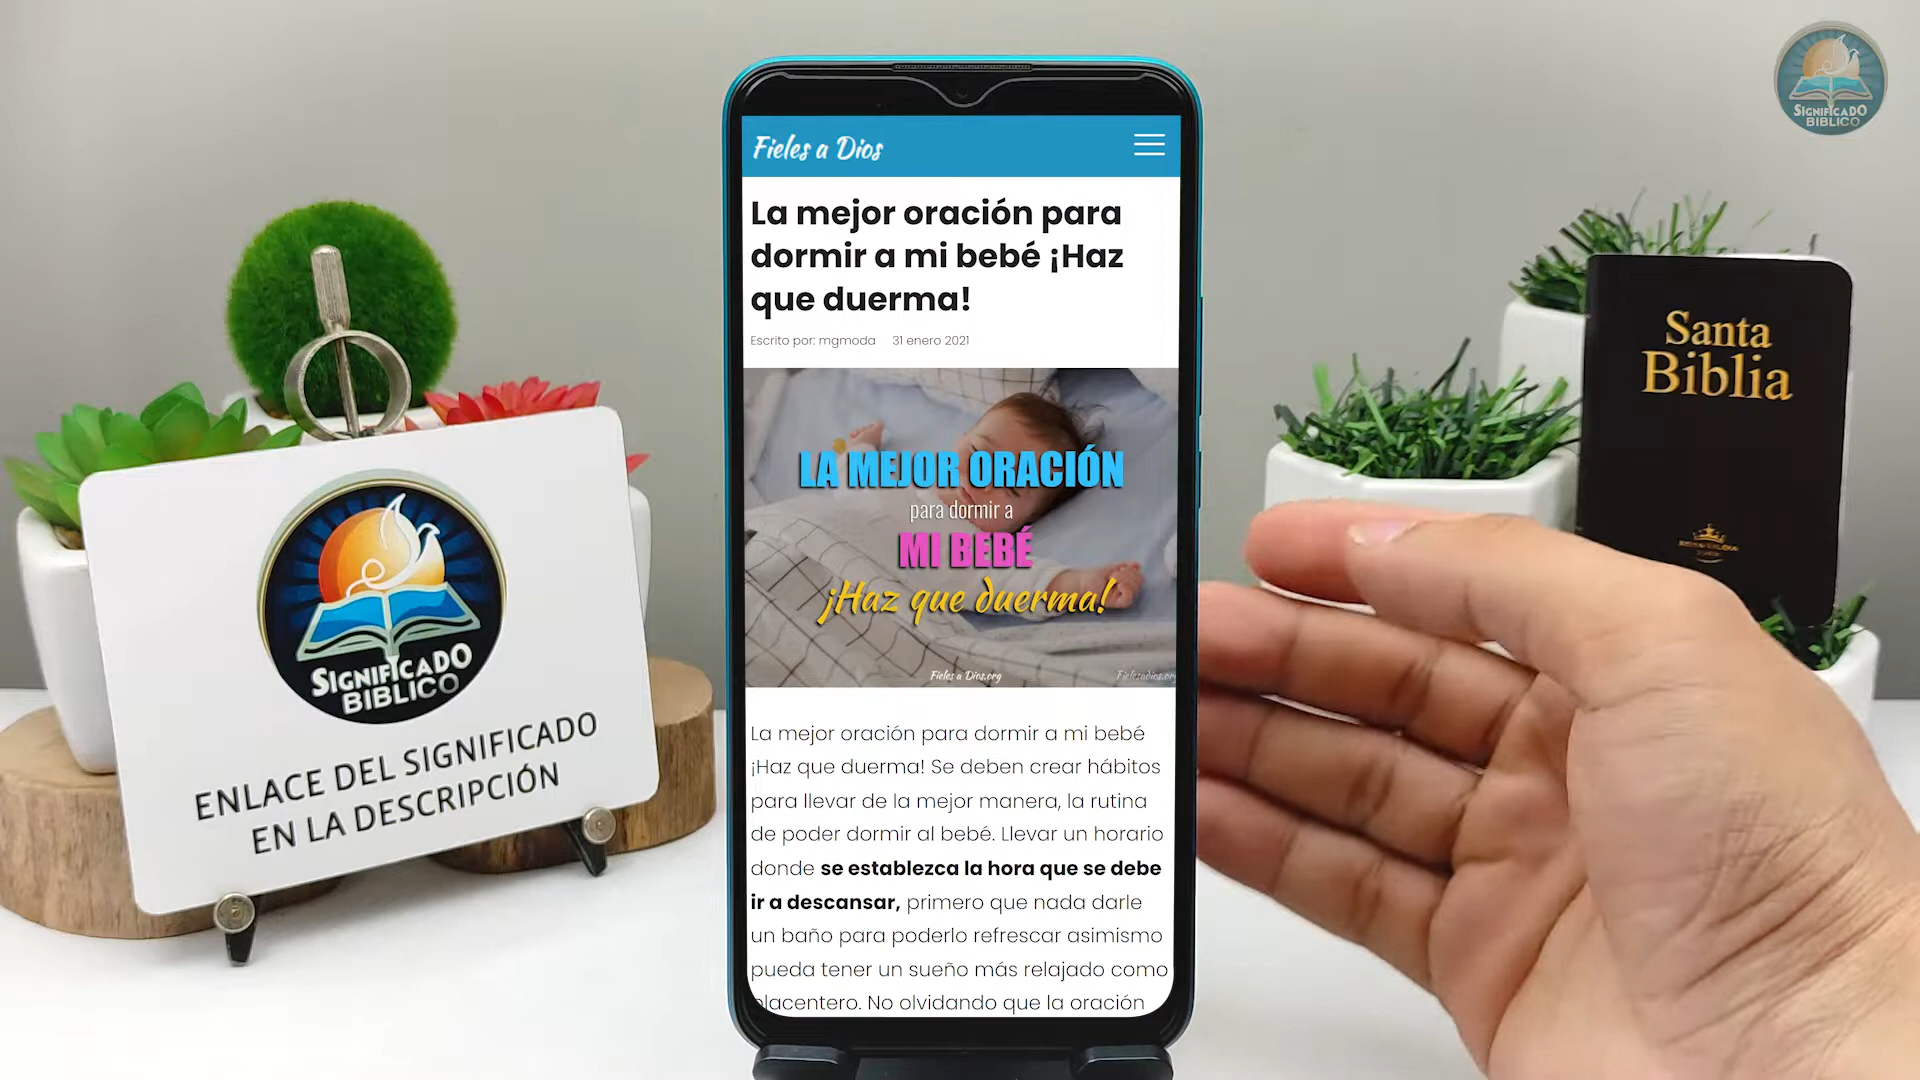 SIGNIFICADO
BIBLICO
Fieles a Dios
La mejor oración para
dormir a mi bebé ¡Haz
que duerma!
Escrito por: mgmoda 31 enero 2021
LA MEJOR ORACIÓN
para dormir a
MI BEBÉ
¡Haz que duerma!
Fieles a Dios.org
Fielesadios.org
La mejor oración para dormir a mi bebé
¡Haz que duerma! Se deben crear hábitos
para llevar de la mejor manera, la rutina
de poder dormir al bebé. Llevar un horario
donde se establezca la hora que se debe
ir a descansar, primero que nada darle
un baño para poderlo refrescar asimismo
pueda tener un sueño más relajado como
placentero. No olvidando que la oración
SIGNIFICADO
BIBLICO
ENLACE DEL SIGNIFICADO
EN LA DESCRIPCIÓN
Santa
Biblia